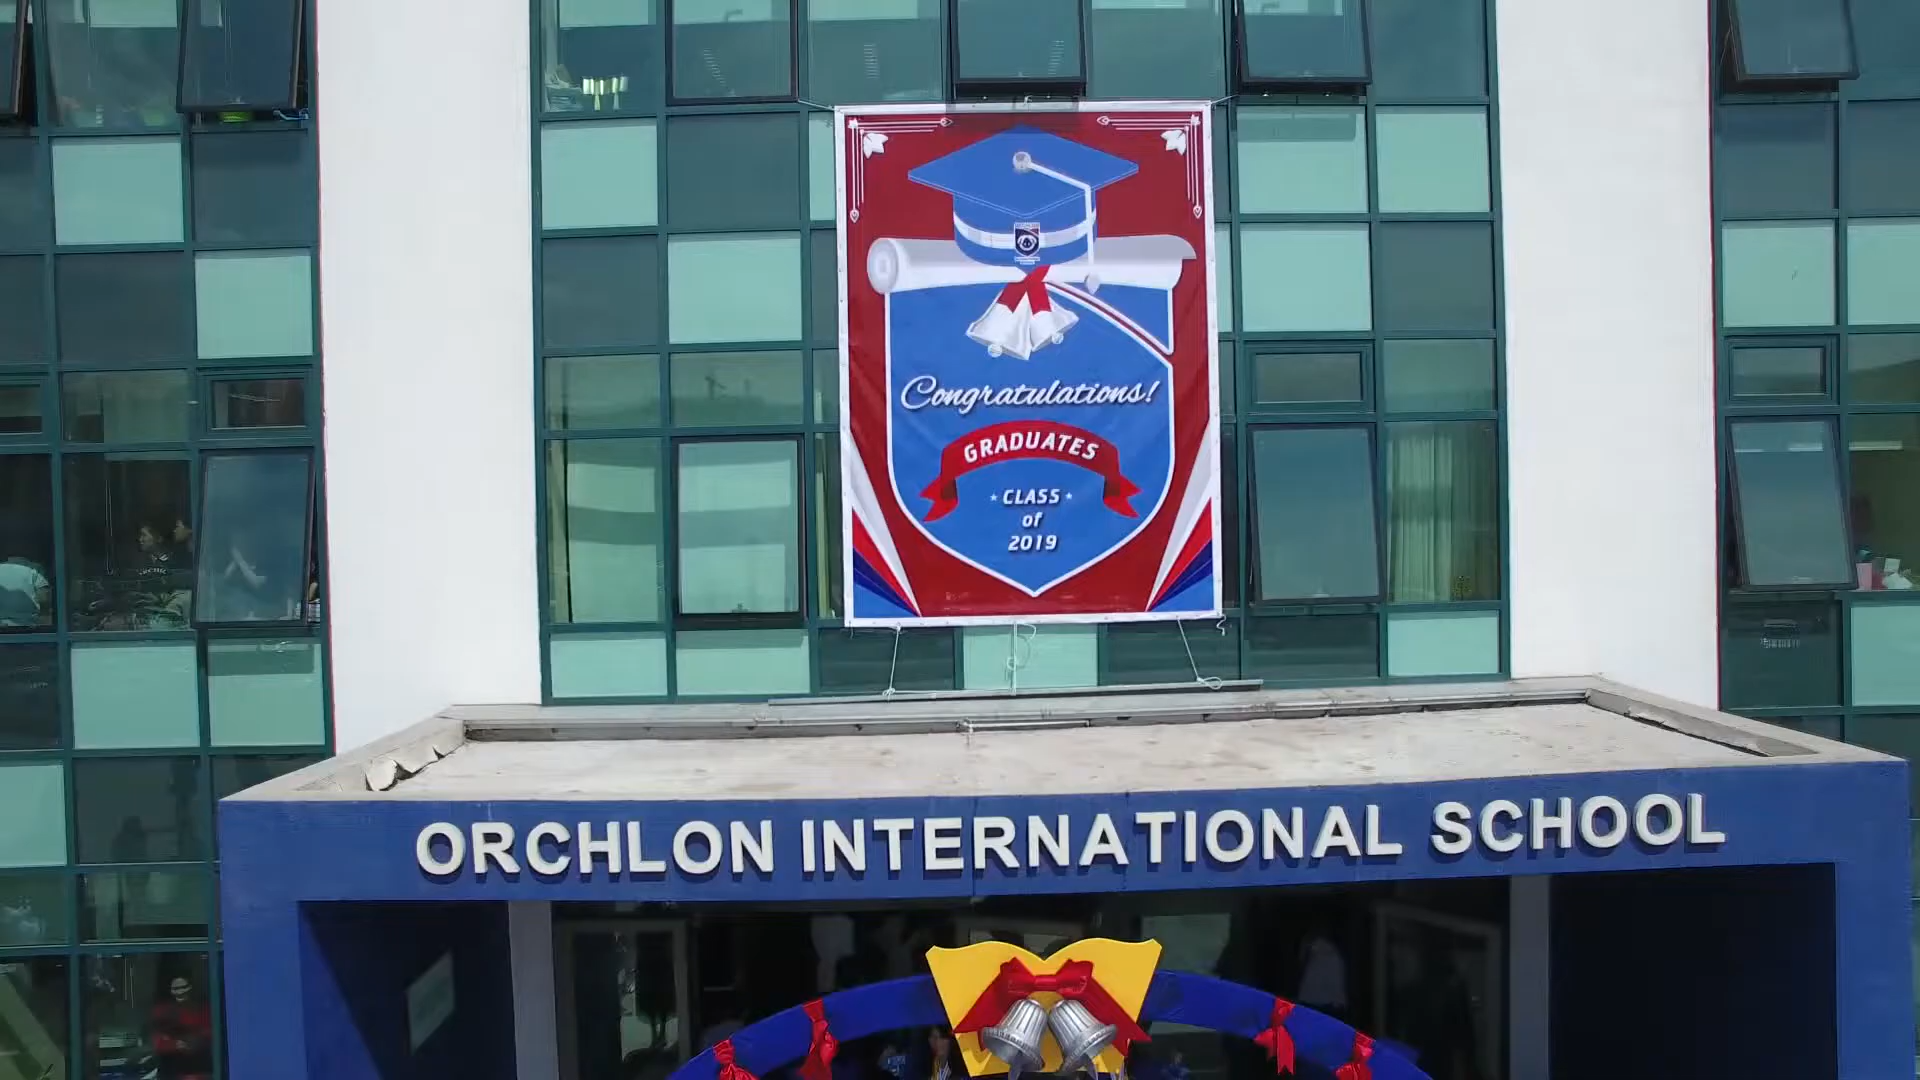 Congratulations!
GRADUATES
CLASS
of
2019
ORCHLON INTERNATIONAL SCHOOL